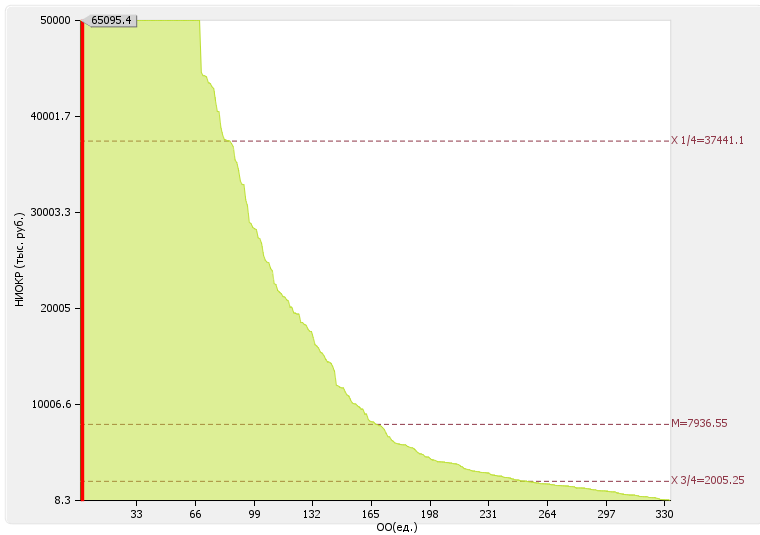 50000
65095.4
40001.7
X 1/4=37441.1
30003.3
НИОКР (тыс. руб.)
20005
10006.6
M=7936.55
X 3/4=2005.25
8.3
33 66 99 132 165 198 231 264 297 330
ОО(ед.)